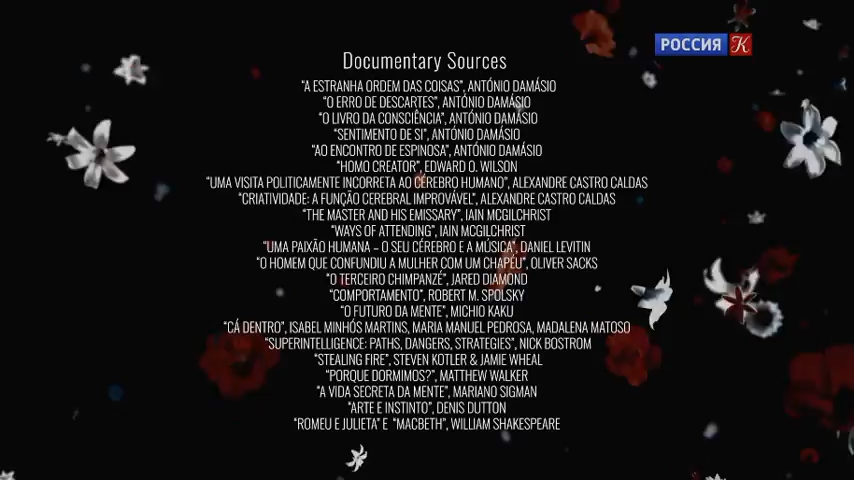 РОССИЯ К
Documentary Sources
“A ESTRANHA ORDEM DAS COISAS”, ANTÓNIO DAMÁSIO
“O ERRO DE DESCARTES”, ANTÓNIO DAMÁSIO
“O LIVRO DA CONSCIÊNCIA”, ANTÓNIO DAMÁSIO
“SENTIMENTO DE SI”, ANTÓNIO DAMÁSIO
“AO ENCONTRO DE ESPINOSA”, ANTÓNIO DAMÁSIO
“HOMO CREATOR”, EDWARD O. WILSON
“UMA VISITA POLITICAMENTE INCORRETA AO CÉREBRO HUMANO”, ALEXANDRE CASTRO CALDAS
“CRIATIVIDADE: A FUNÇÃO CEREBRAL IMPROVÁVEL”, ALEXANDRE CASTRO CALDAS
“THE MASTER AND HIS EMISSARY”, IAIN MCGILCHRIST
“WAYS OF ATTENDING”, IAIN MCGILCHRIST
“UMA PAIXÃO HUMANA – O SEU CÉREBRO E A MÚSICA”, DANIEL LEVITIN
“O HOMEM QUE CONFUNDIU A MULHER COM UM CHAPÉU”, OLIVER SACKS
“O TERCEIRO CHIMPANZÉ”, JARED DIAMOND
“COMPORTAMENTO”, ROBERT M. SPOLSKY
“O FUTURO DA MENTE”, MICHIO KAKU
“CÁ DENTRO”, ISABEL MINHÓS MARTINS, MARIA MANUEL PEDROSA, MADALENA MATOSO
“SUPERINTELLIGENCE: PATHS, DANGERS, STRATEGIES”, NICK BOSTROM
“STEALING FIRE”, STEVEN KOTLER & JAMIE WHEAL
“PORQUE DORMIMOS?”, MATTHEW WALKER
“A VIDA SECRETA DA MENTE”, MARIANO SIGMAN
“ARTE E INSTINTO”, DENIS DUTTON
“ROMEU E JULIETA” E “MACBETH”, WILLIAM SHAKESPEARE